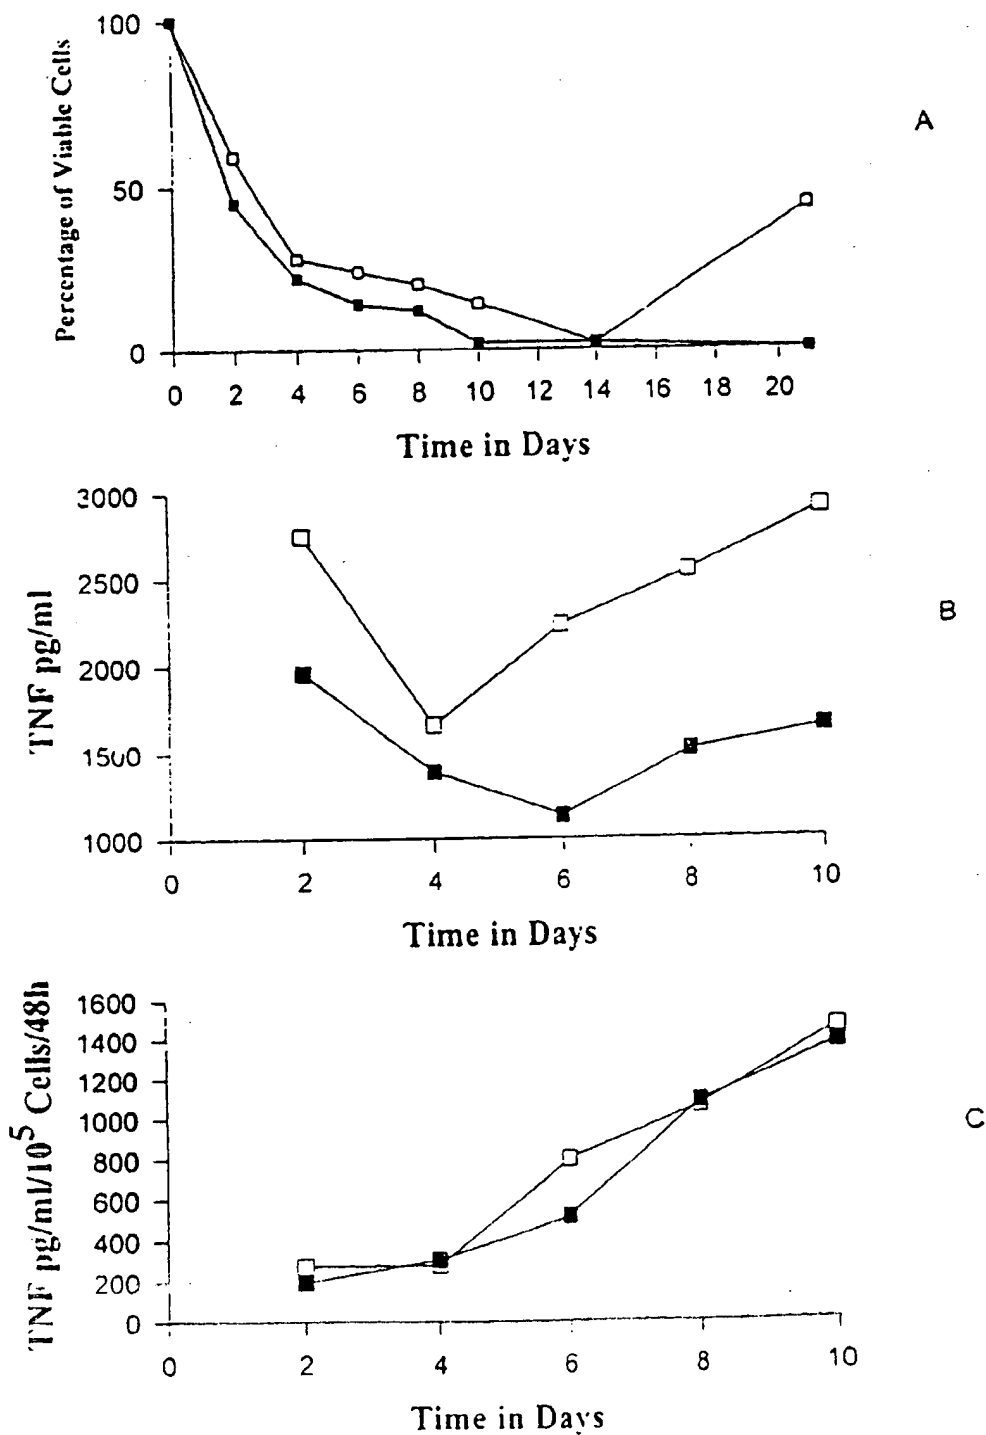 100
Percentage of Viable Cells
A
50
0
0 2 4 6 8 10 12 14 16 18 20
Time in Days
3000
2500
TNF pg/ml
B
2000
1500
1000
0 2 4 6 8 10
Time in Days
1600
1400
1200
TNF pg/ml/10⁵ Cells/48h
1000
C
800
600
400
200
0
0 2 4 6 8 10
Time in Days